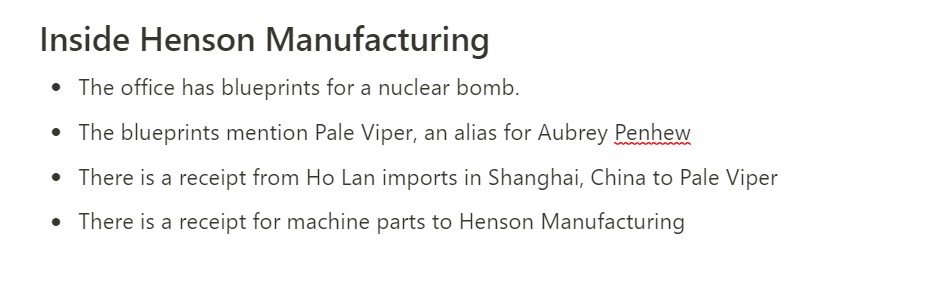 Inside Henson Manufacturing
• The office has blueprints for a nuclear bomb.
• The blueprints mention Pale Viper, an alias for Aubrey Penhew
• There is a receipt from Ho Lan imports in Shanghai, China to Pale Viper
• There is a receipt for machine parts to Henson Manufacturing